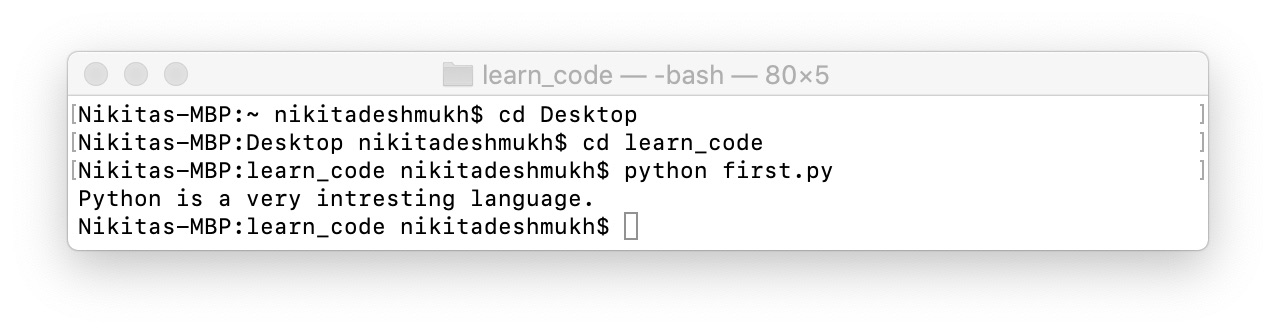 learn_code — -bash — 80×5
[Nikitas-MBP:~ nikitadeshmukh$ cd Desktop ]
[Nikitas-MBP:Desktop nikitadeshmukh$ cd learn_code ]
[Nikitas-MBP:learn_code nikitadeshmukh$ python first.py ]
Python is a very intresting language.
Nikitas-MBP:learn_code nikitadeshmukh$